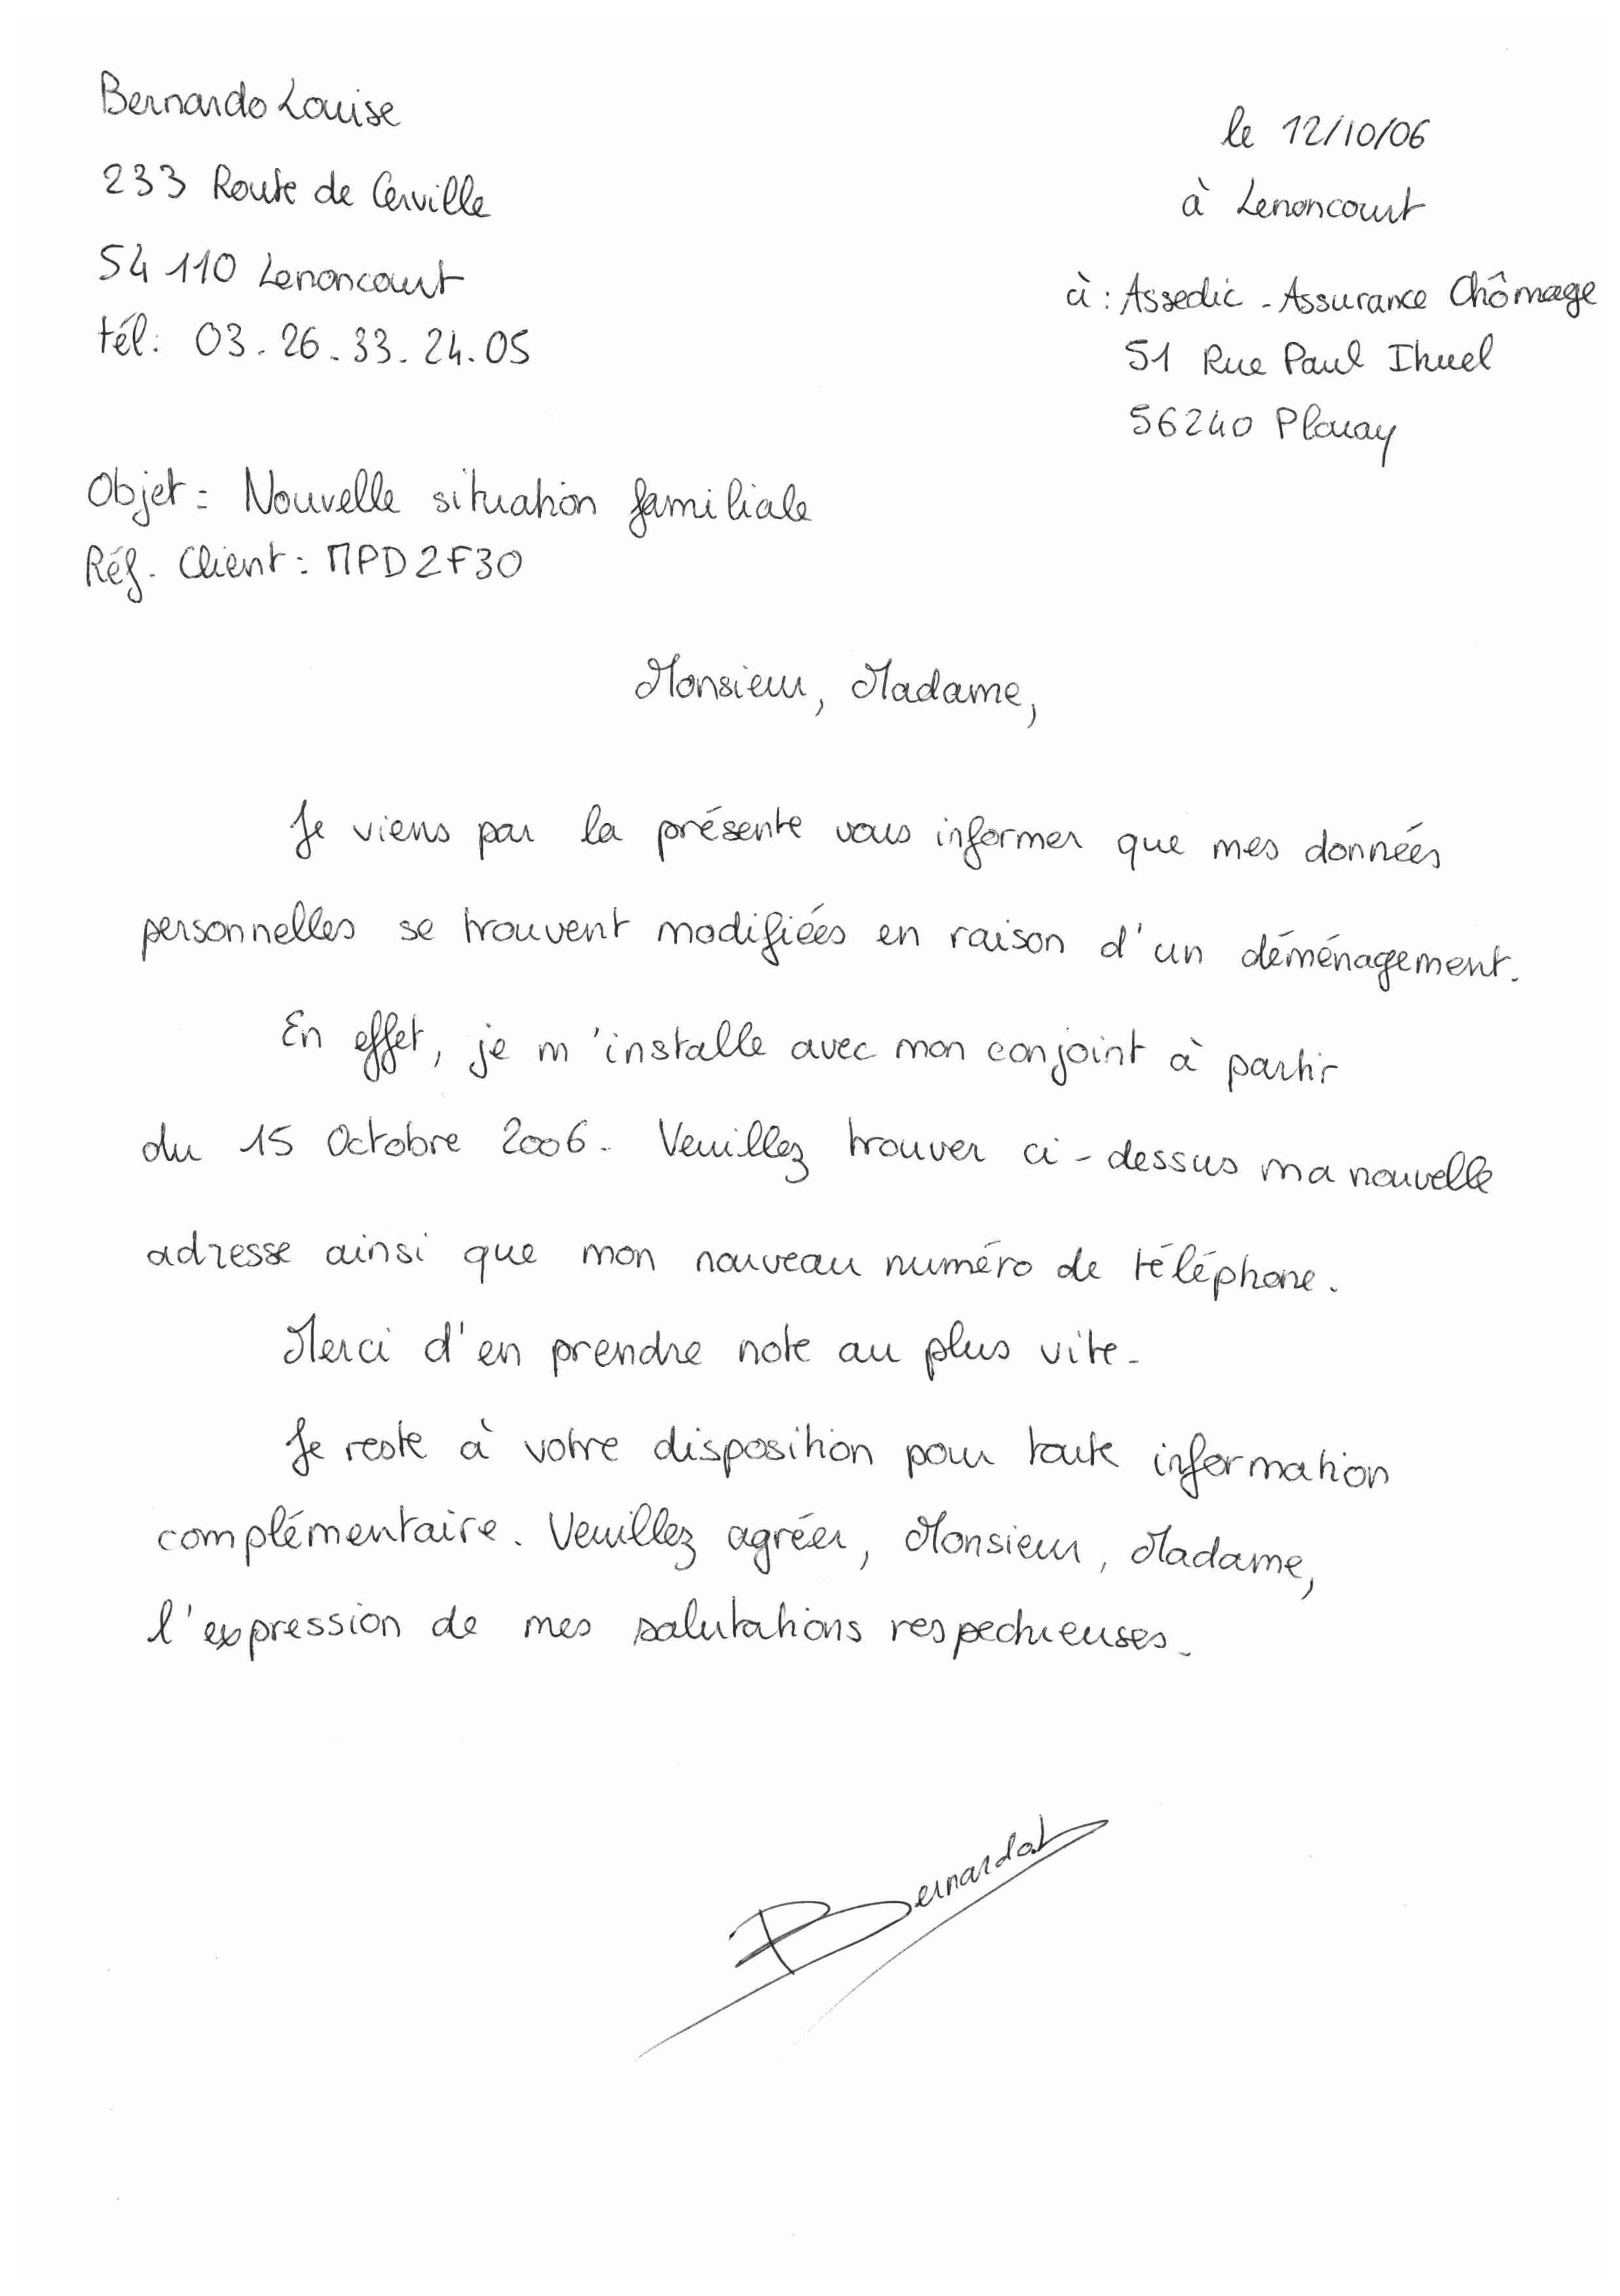 Bernardo Louise
233 Route de Cerville
54 110 Lenoncourt
tél: 03.26.33.24.05
le 12/10/06
à Lenoncourt
à : Assedic - Assurance Chômage
51 Rue Paul Ihuel
56240 Plouay
Objet : Nouvelle situation familiale
Réf. Client : MPD2F30
Monsieur, Madame,
Je viens par la présente vous informer que mes données
personnelles se trouvent modifiées en raison d'un déménagement.
En effet, je m'installe avec mon conjoint à partir
du 15 Octobre 2006. Veuillez trouver ci-dessus ma nouvelle
adresse ainsi que mon nouveau numéro de téléphone.
Merci d'en prendre note au plus vite.
Je reste à votre disposition pour toute information
complémentaire. Veuillez agréer, Monsieur, Madame,
l'expression de mes salutations respectueuses.
BernardoL